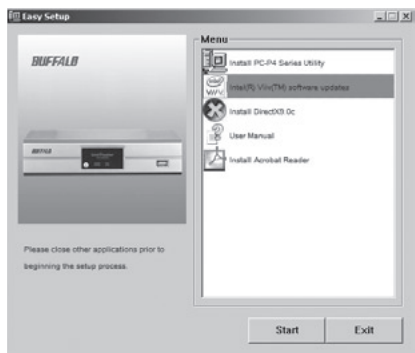 Easy Setup
BUFFALO
Please close other applications prior to
beginning the setup process.
Menu
Install PC-P4 Series Utility
Intel(R) Viiv(TM) software updates
Install DirectX9.0c
User Manual
Install Acrobat Reader
Start
Exit